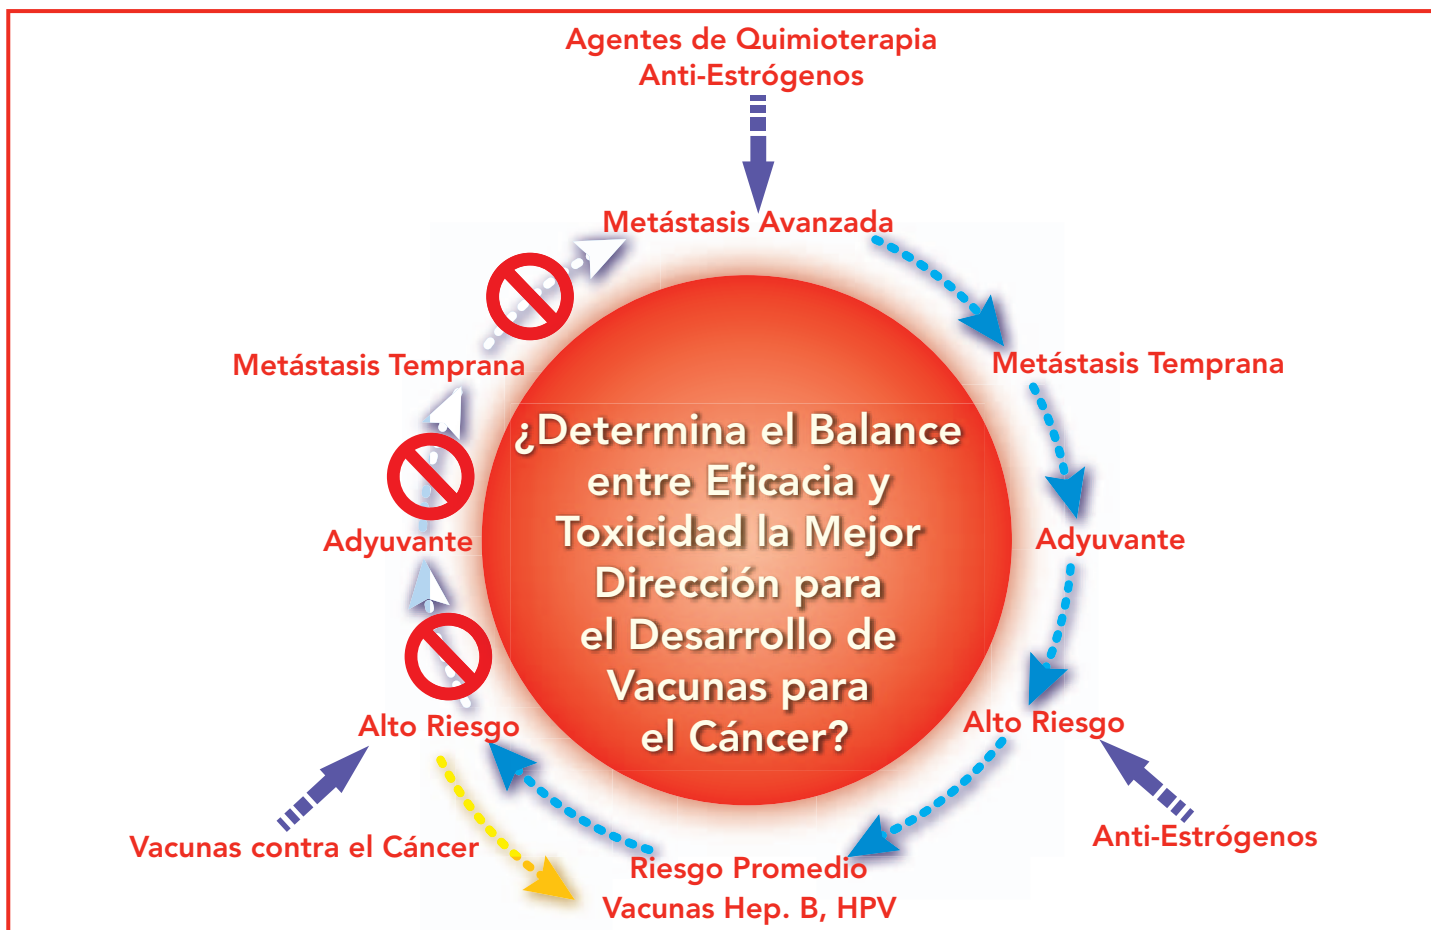 Agentes de Quimioterapia
Anti-Estrógenos
Metástasis Avanzada
Metástasis Temprana
Metástasis Temprana
¿Determina el Balance
entre Eficacia y
Toxicidad la Mejor
Dirección para
el Desarrollo de
Vacunas para
el Cáncer?
Adyuvante
Adyuvante
Alto Riesgo
Alto Riesgo
Vacunas contra el Cáncer
Anti-Estrógenos
Riesgo Promedio
Vacunas Hep. B, HPV